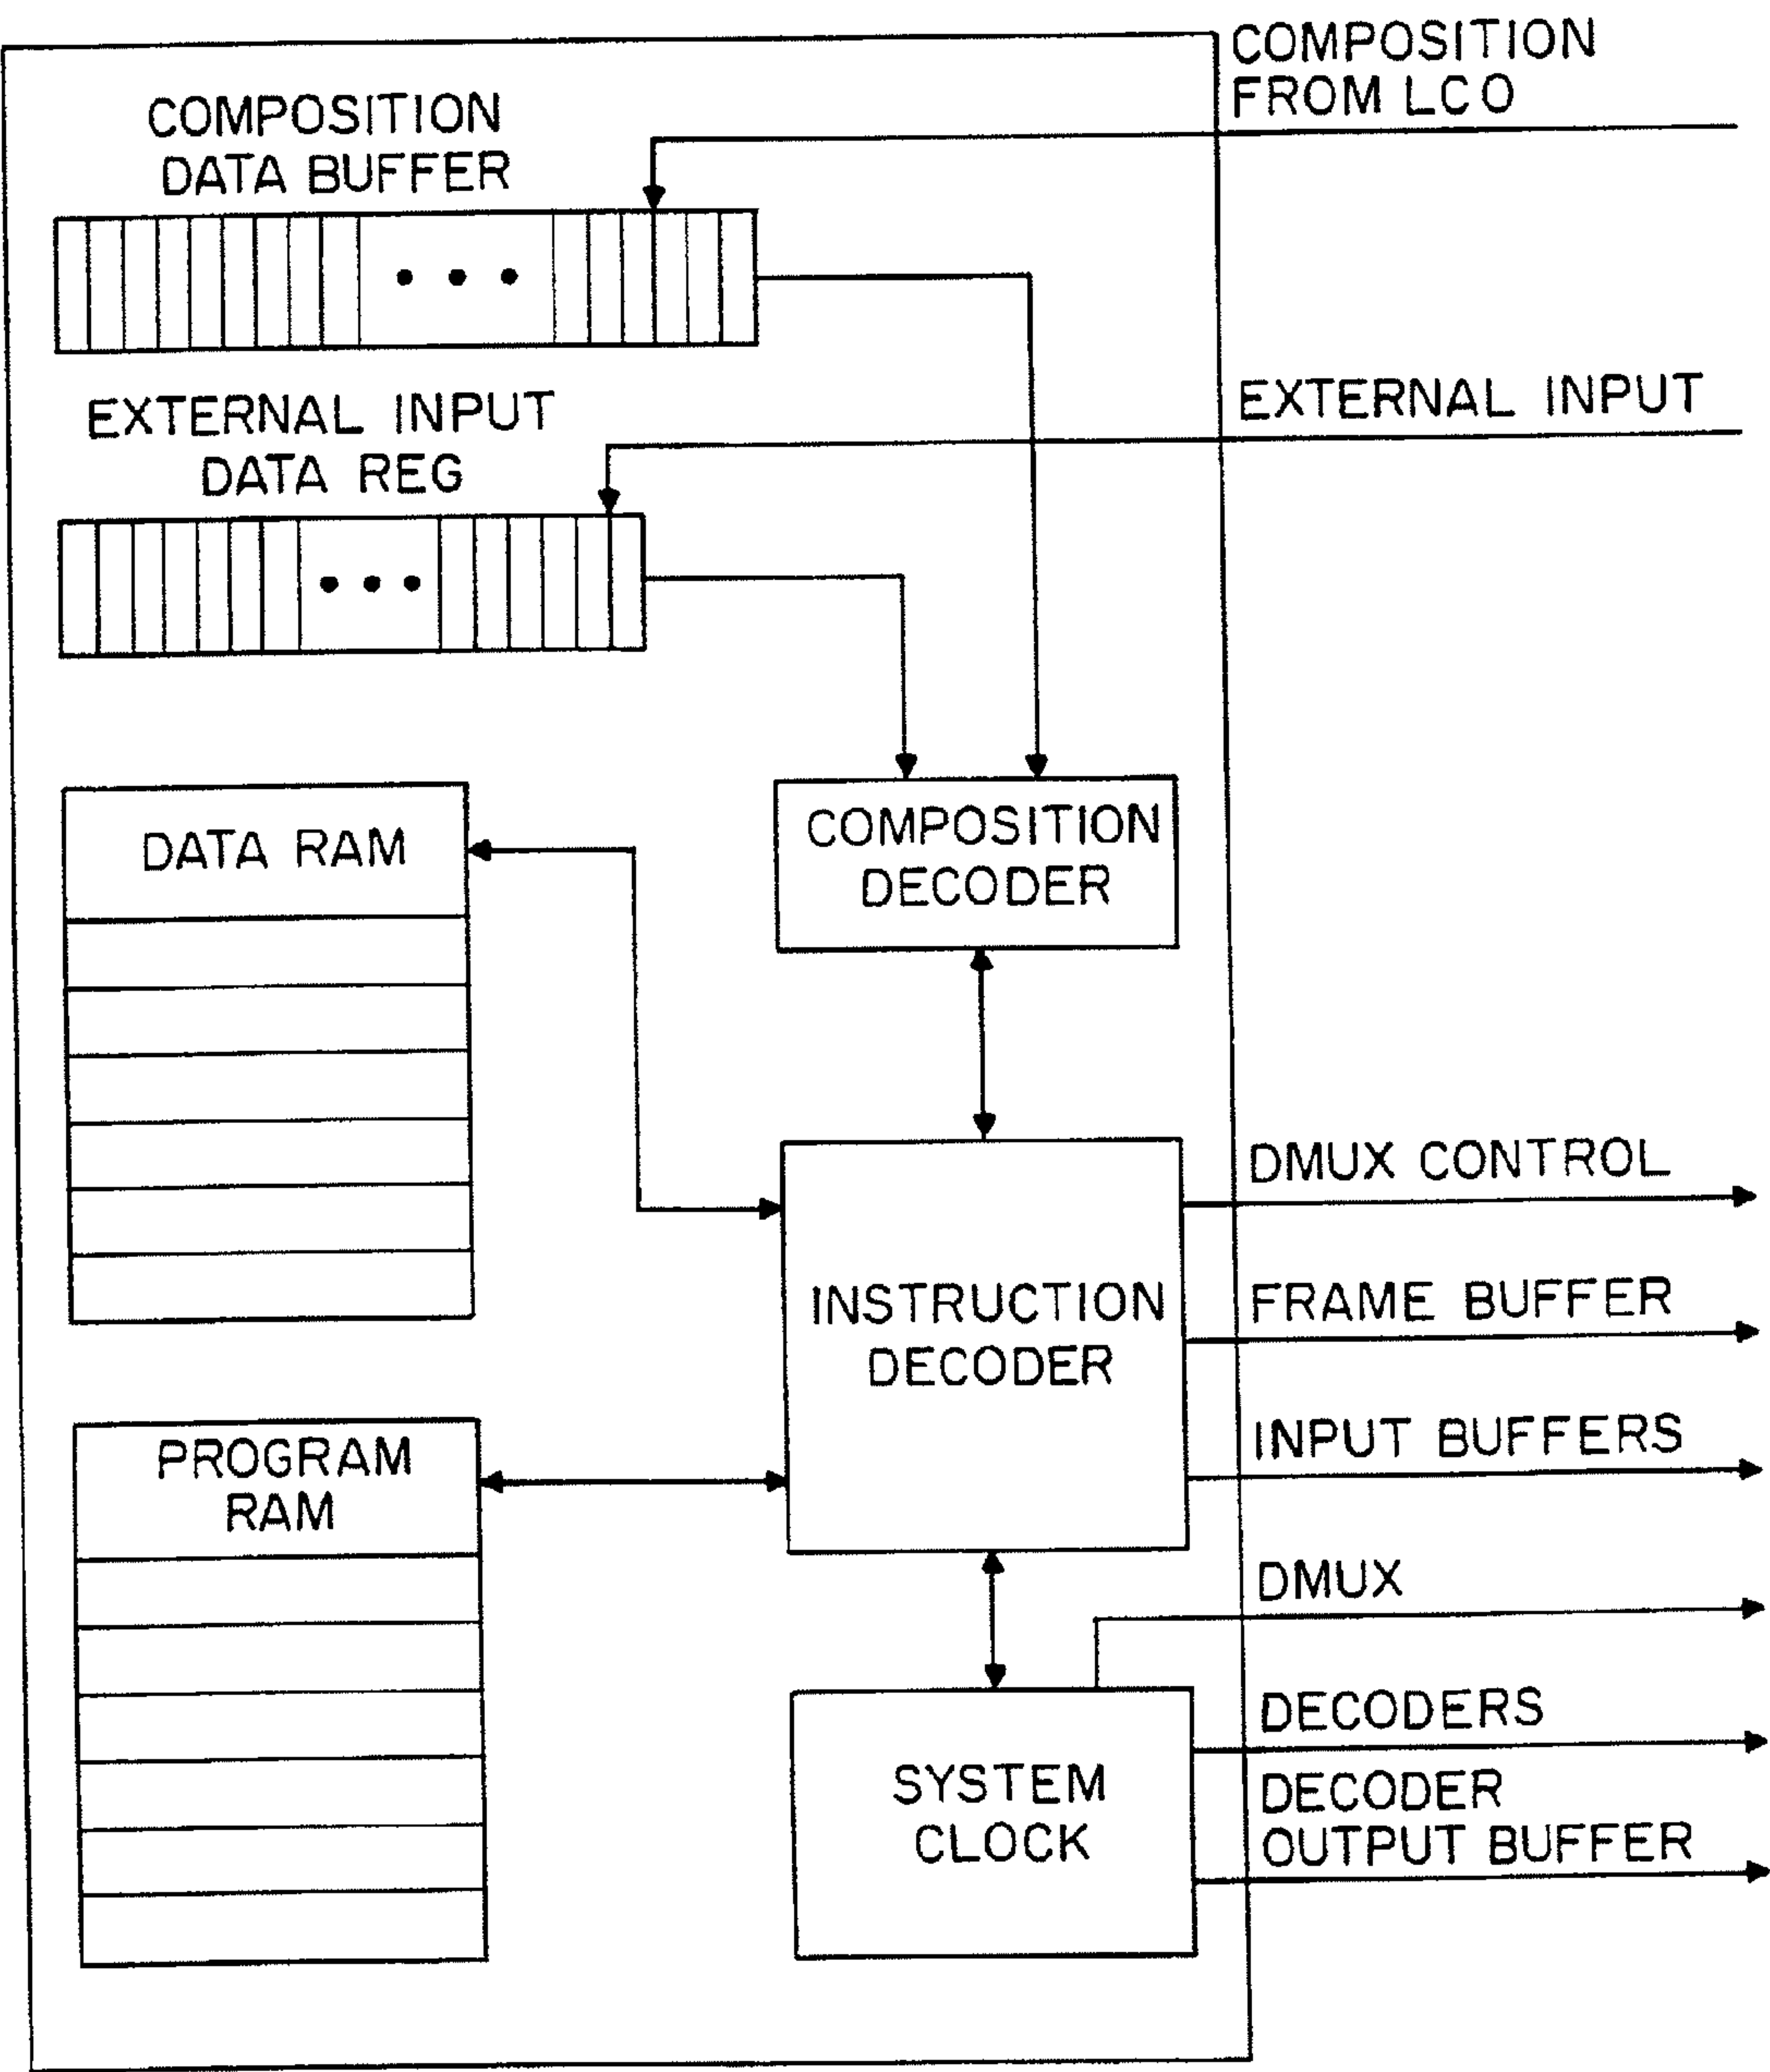 COMPOSITION
FROM LCO
COMPOSITION
DATA BUFFER
EXTERNAL INPUT
EXTERNAL INPUT
DATA REG
DATA RAM
COMPOSITION
DECODER
DMUX CONTROL
INSTRUCTION
DECODER
FRAME BUFFER
INPUT BUFFERS
PROGRAM
RAM
DMUX
DECODERS
SYSTEM
CLOCK
DECODER
OUTPUT BUFFER